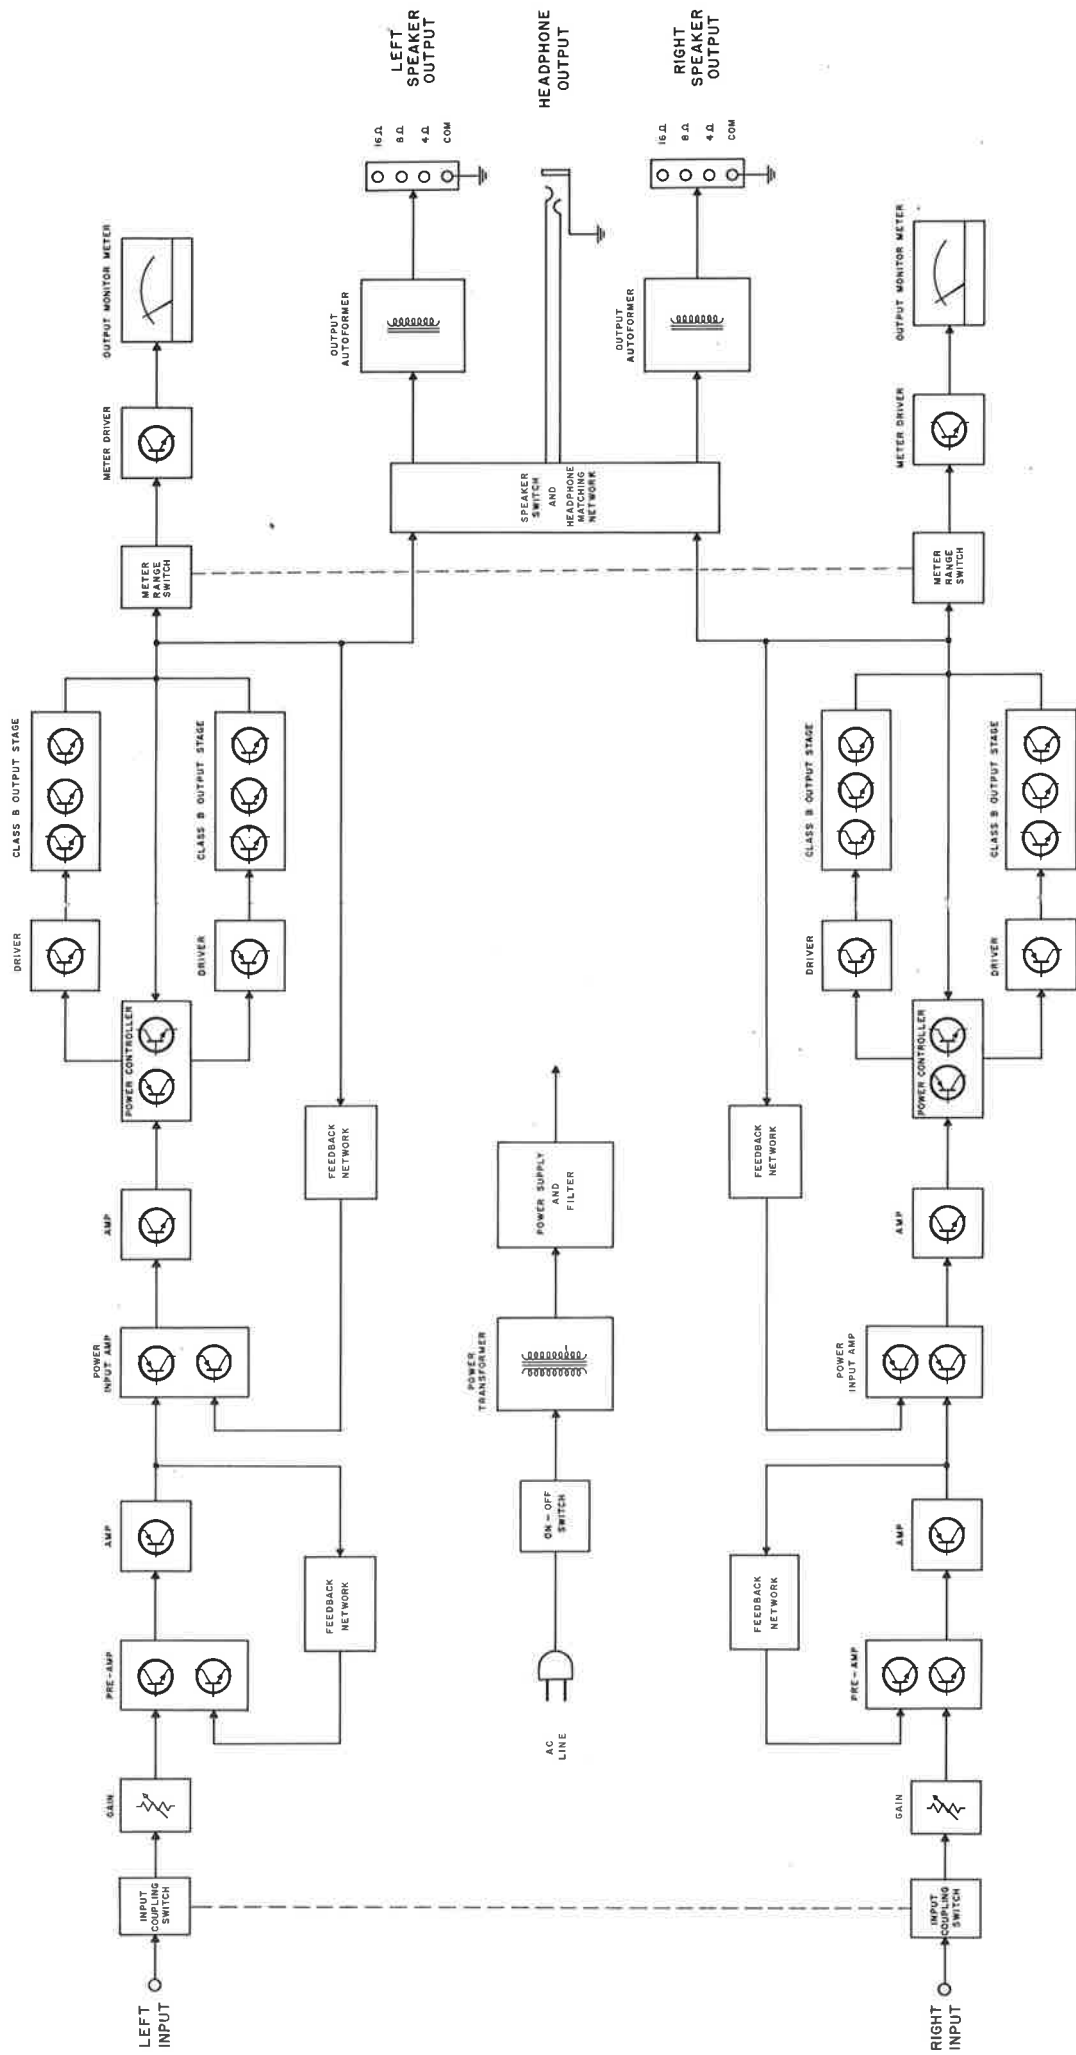 LEFT
INPUT
INPUT
COUPLING
SWITCH
GAIN
PRE-AMP
AMP
FEEDBACK
NETWORK
POWER
INPUT AMP
AMP
FEEDBACK
NETWORK
POWER CONTROLLER
DRIVER
DRIVER
CLASS B OUTPUT STAGE
CLASS B OUTPUT STAGE
METER
RANGE
SWITCH
METER DRIVER
OUTPUT MONITOR METER
OUTPUT
AUTOFORMER
16Ω
8Ω
4Ω
COM
LEFT
SPEAKER
OUTPUT
AC
LINE
ON-OFF
SWITCH
POWER
TRANSFORMER
POWER SUPPLY
AND
FILTER
SPEAKER
SWITCH
AND
HEADPHONE
MATCHING
NETWORK
HEADPHONE
OUTPUT
OUTPUT
AUTOFORMER
16Ω
8Ω
4Ω
COM
RIGHT
SPEAKER
OUTPUT
RIGHT
INPUT
INPUT
COUPLING
SWITCH
GAIN
PRE-AMP
FEEDBACK
NETWORK
AMP
POWER
INPUT AMP
AMP
FEEDBACK
NETWORK
POWER CONTROLLER
DRIVER
DRIVER
CLASS B OUTPUT STAGE
CLASS B OUTPUT STAGE
METER
RANGE
SWITCH
METER DRIVER
OUTPUT MONITOR METER